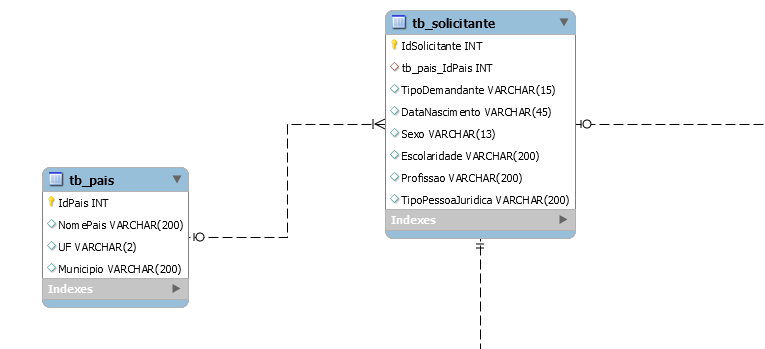 tb_solicitante
IdSolicitante INT
tb_pais_IdPais INT
TipoDemandante VARCHAR(15)
DataNascimento VARCHAR(45)
Sexo VARCHAR(13)
Escolaridade VARCHAR(200)
Profissao VARCHAR(200)
TipoPessoaJuridica VARCHAR(200)
Indexes
tb_pais
IdPais INT
NomePais VARCHAR(200)
UF VARCHAR(2)
Municipio VARCHAR(200)
Indexes